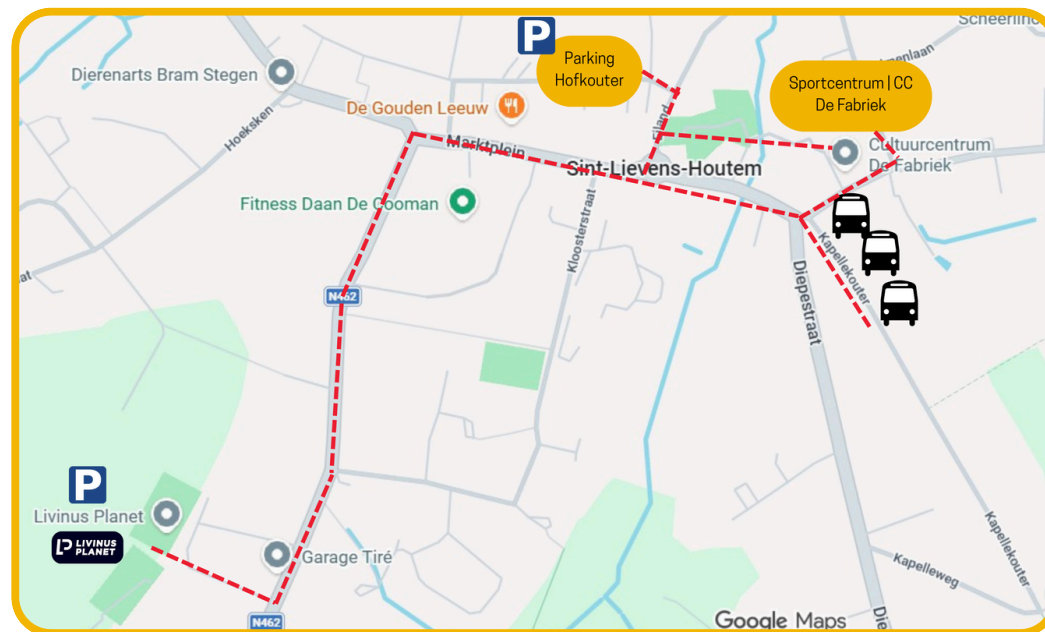 Scheerlinc
P
Parking
Hofkouter
Sportcentrum | CC
De Fabriek
Dierenarts Bram Stegen
De Gouden Leeuw
Hoeksken
Eiland
Marktplein
Sint-Lievens-Houtem
Cultuurcentrum
De Fabriek
Fitness Daan De Cooman
Kloosterstraat
Kapellekouter
Diepestraat
N462
P
Livinus Planet
LIVINUS
PLANET
Garage Tiré
Kapellekouter
Kapelleweg
N462
Google Maps